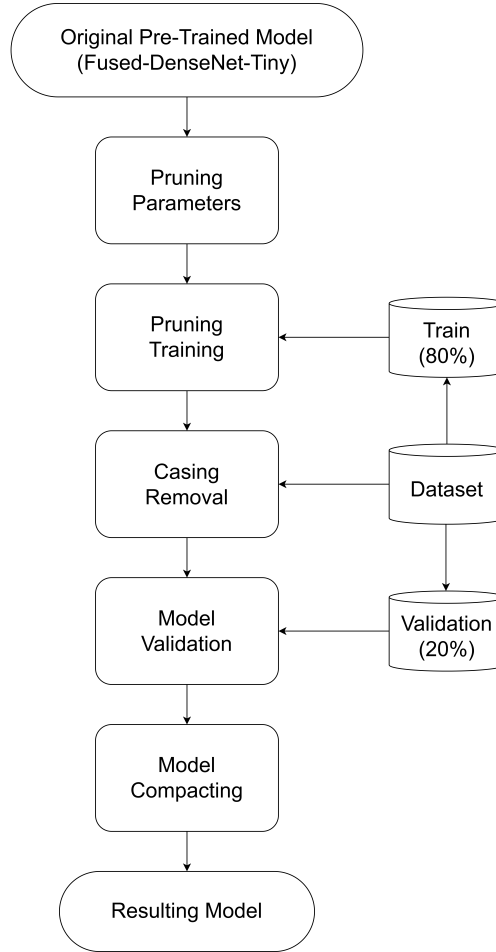 Original Pre-Trained Model
(Fused-DenseNet-Tiny)
Pruning
Parameters
Pruning
Training
Train
(80%)
Casing
Removal
Dataset
Model
Validation
Validation
(20%)
Model
Compacting
Resulting Model